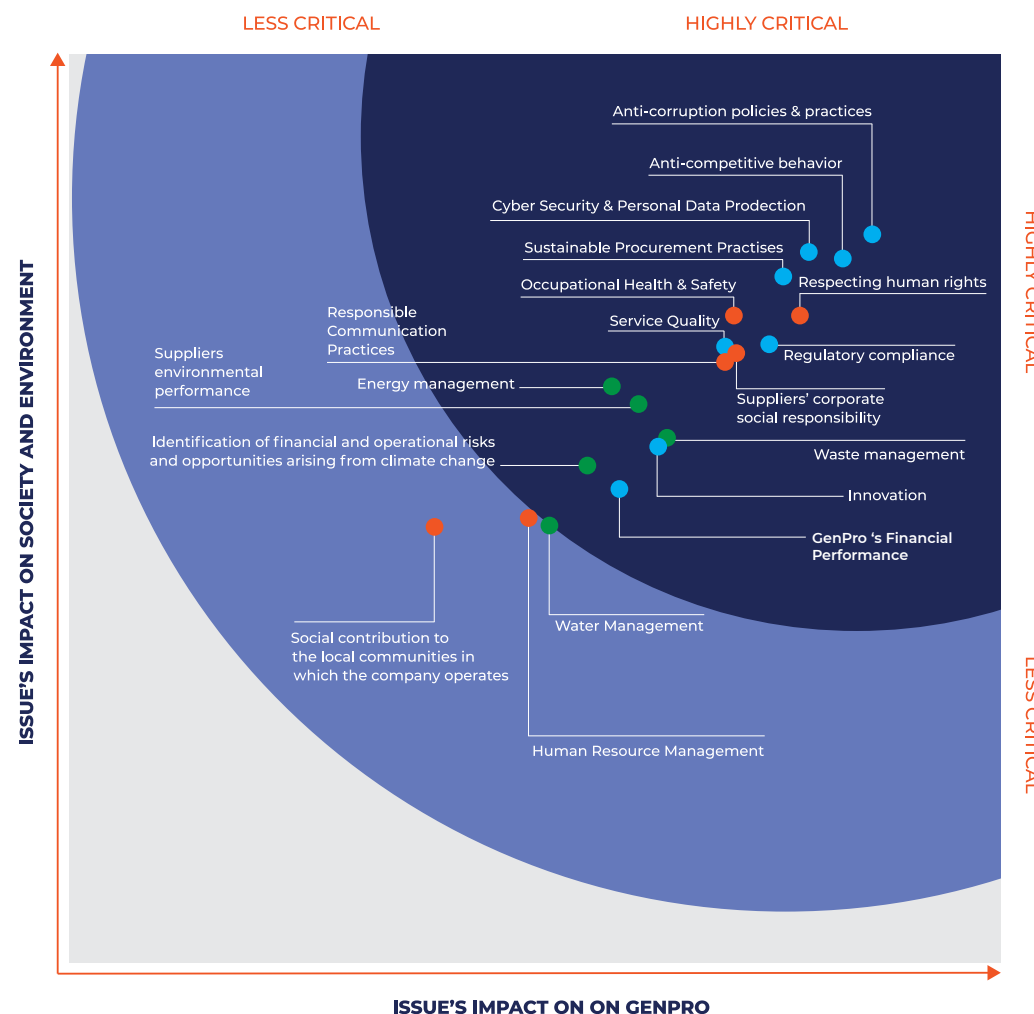 LESS CRITICAL
HIGHLY CRITICAL
Anti-corruption policies & practices
Anti-competitive behavior
Cyber Security & Personal Data Prodection
Sustainable Procurement Practises
Occupational Health & Safety
Respecting human rights
Service Quality
Responsible
Communication
Practices
Regulatory compliance
Suppliers
environmental
performance
Energy management
Suppliers' corporate
social responsibility
Identification of financial and operational risks
and opportunities arising from climate change
Waste management
Innovation
GenPro ‘s Financial
Performance
Water Management
Social contribution to
the local communities in
which the company operates
Human Resource Management
ISSUE'S IMPACT ON SOCIETY AND ENVIRONMENT
HIGHLY CRITICAL
LESS CRITICAL
ISSUE'S IMPACT ON ON GENPRO